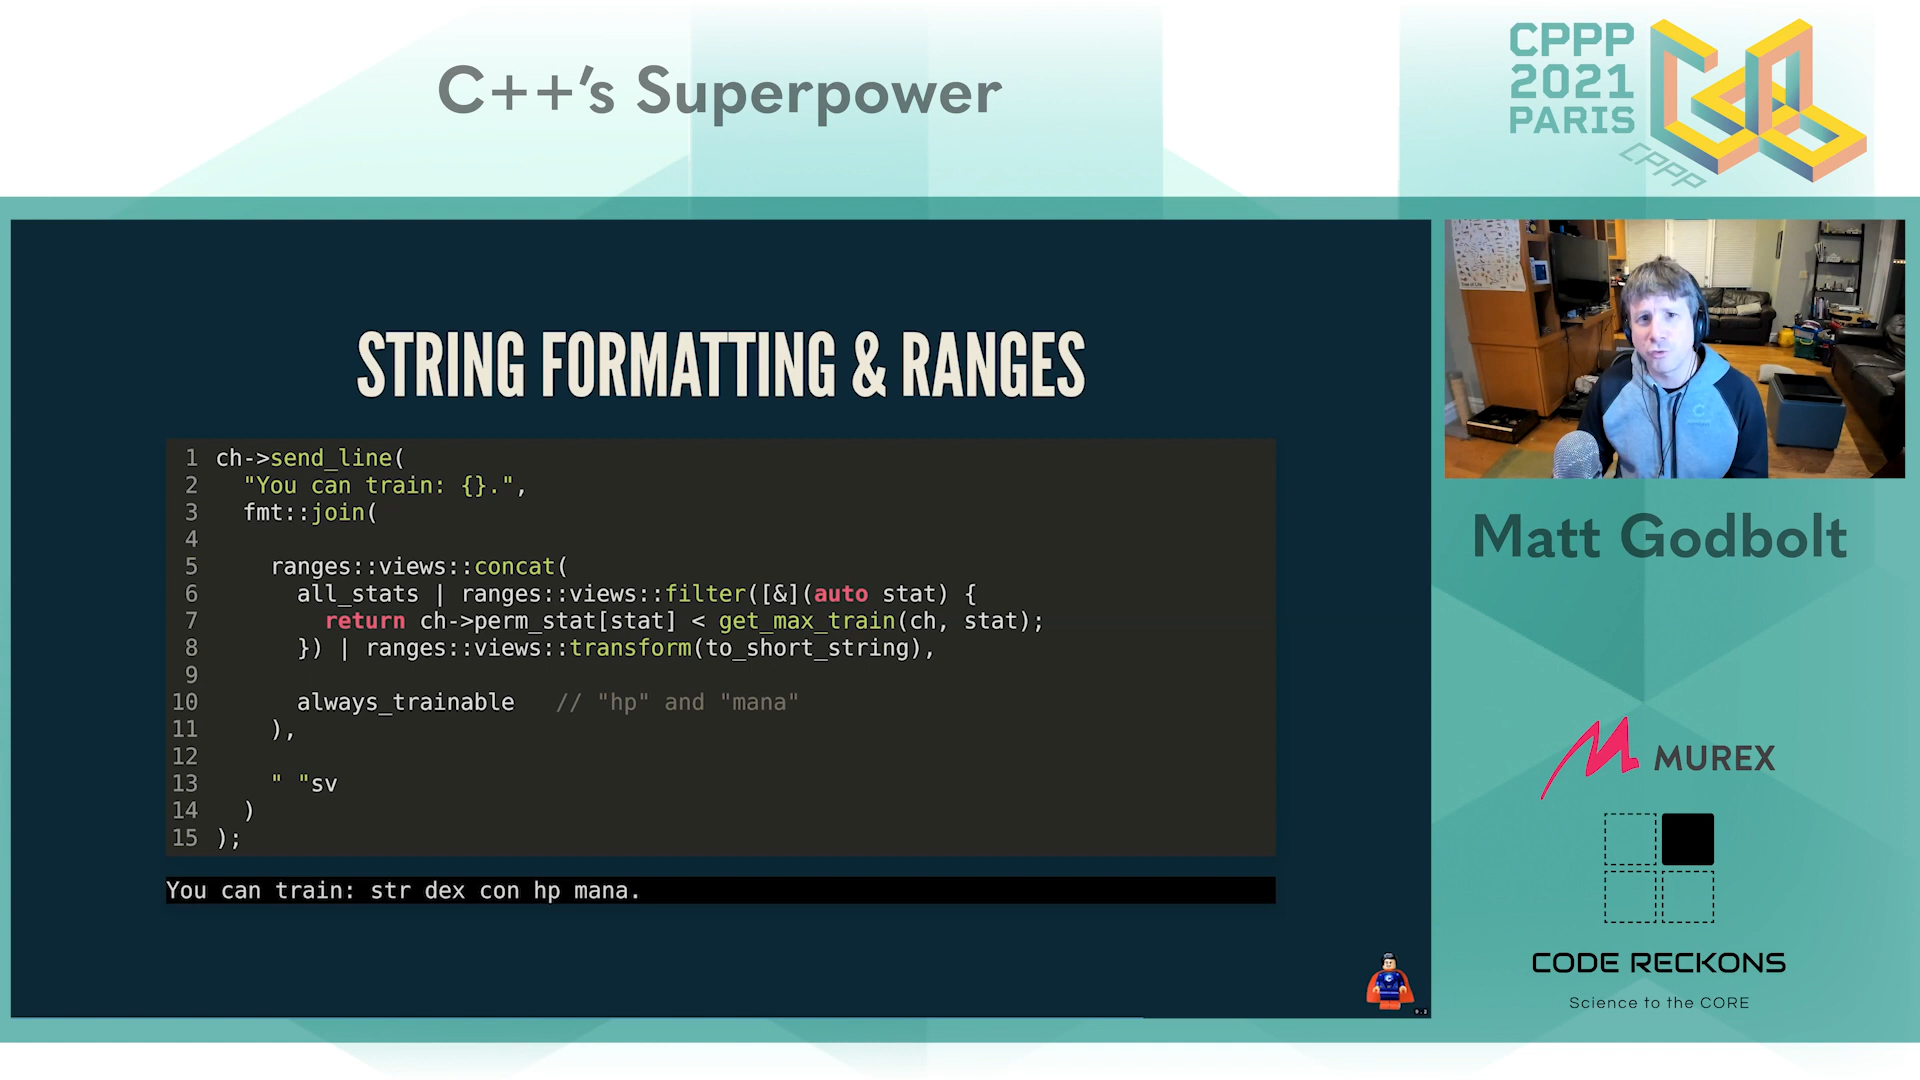 C++'s Superpower
CPPP
2021
PARIS
CPPP
STRING FORMATTING & RANGES
1 ch->send_line(
2   "You can train: {}.",
3   fmt::join(
4
5     ranges::views::concat(
6       all_stats | ranges::views::filter([&](auto stat) {
7         return ch->perm_stat[stat] < get_max_train(ch, stat);
8       }) | ranges::views::transform(to_short_string),
9
10       always_trainable   // "hp" and "mana"
11     ),
12
13     " "sv
14   )
15 );
You can train: str dex con hp mana.
9.2
Matt Godbolt
MUREX
CODE RECKONS
Science to the CORE